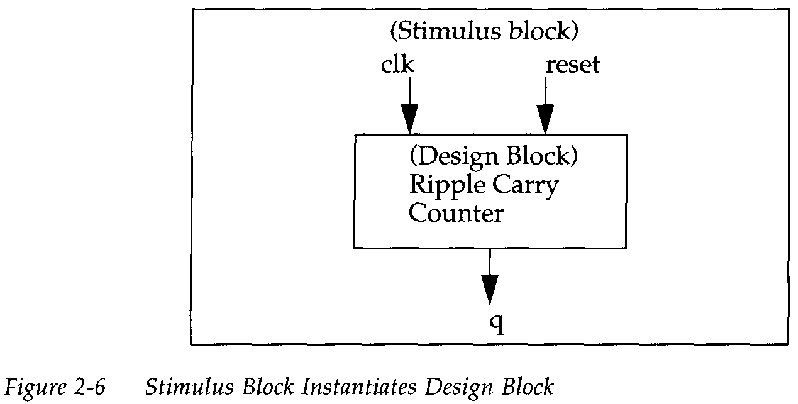 (Stimulus block)
clk reset
(Design Block)
Ripple Carry
Counter
q
Figure 2-6 Stimulus Block Instantiates Design Block